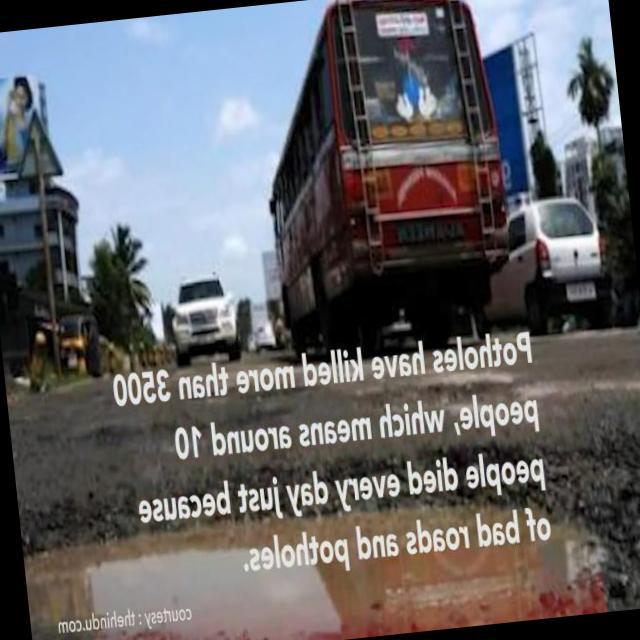 Potholes have killed more than 3500
people, which means around 10
people died every day just because
of bad roads and potholes.
courtesy : thehindu.com